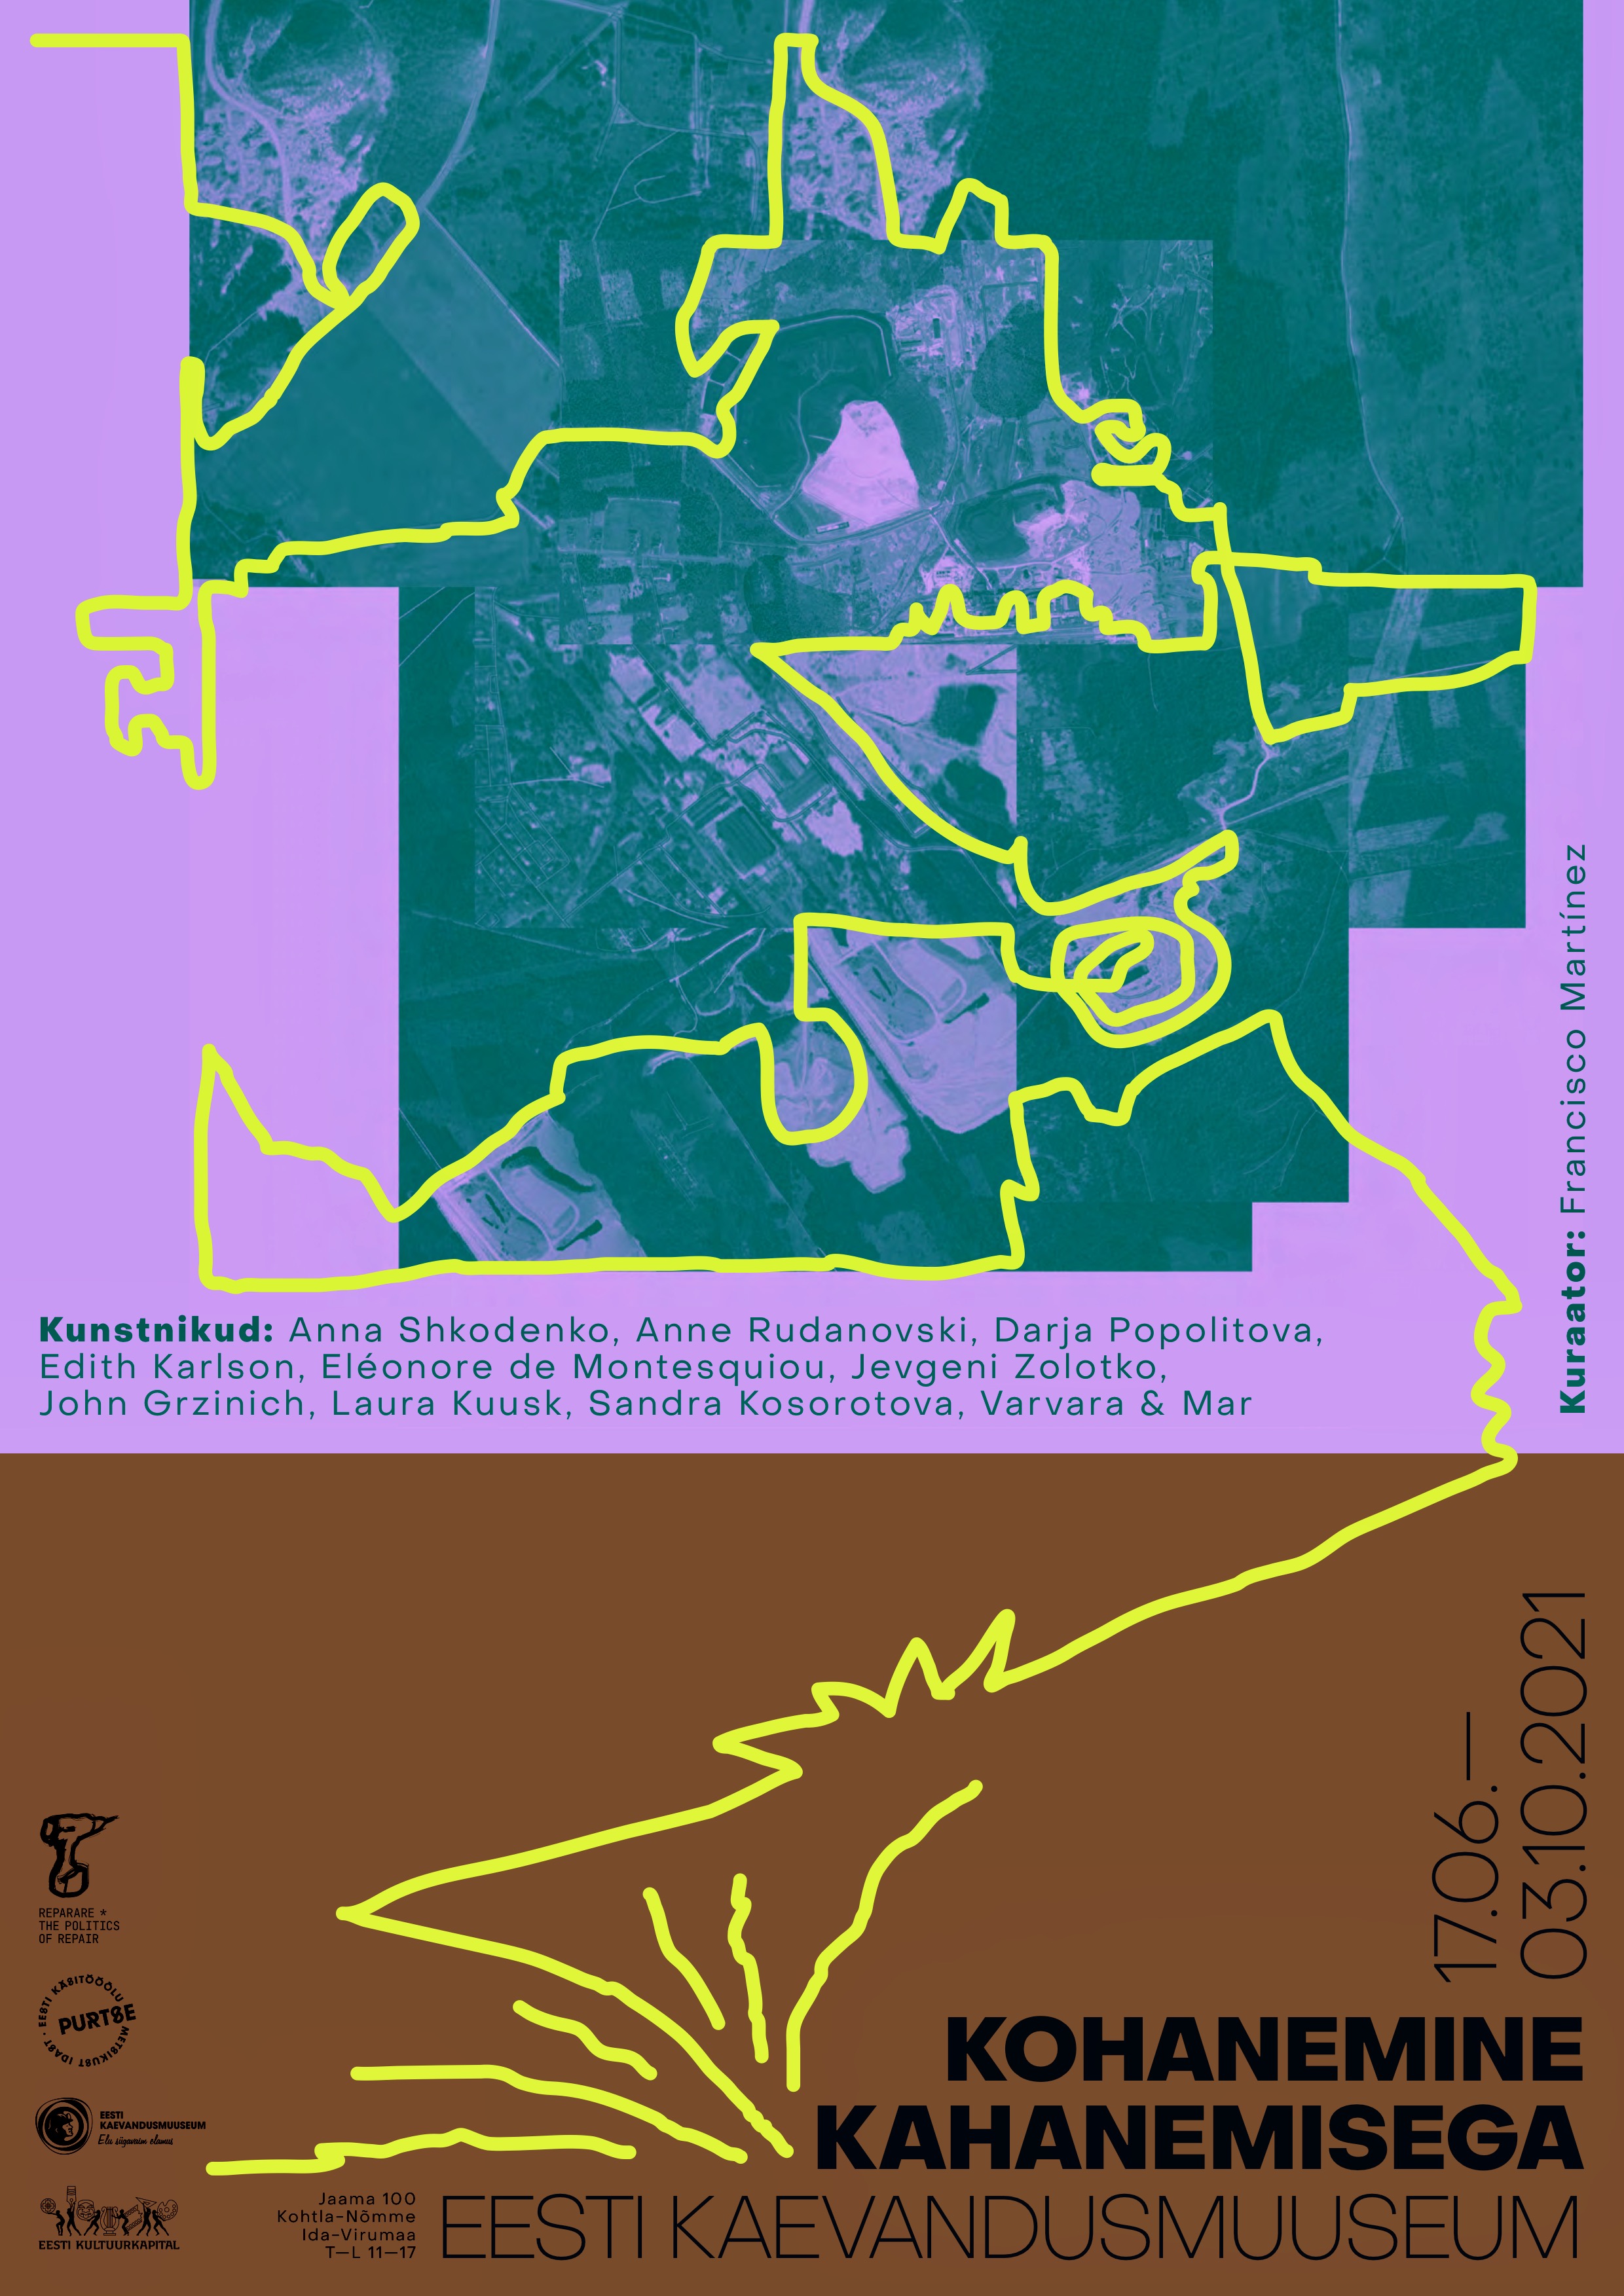 Kunstnikud: Anna Shkodenko, Anne Rudanovski, Darja Popolitova,
Edith Karlson, Eléonore de Montesquiou, Jevgeni Zolotko,
John Grzinich, Laura Kuusk, Sandra Kosorotova, Varvara & Mar
Kuraator: Francisco Martínez
17.06.—
03.10.2021
KOHANEMINE
KAHANEMISEGA
EESTI KAEVANDUSMUUSEUM
Jaama 100
Kohtla-Nõmme
Ida-Virumaa
T—L 11—17
REPARARE *
THE POLITICS
OF REPAIR
EESTI KÄSITÖÖÕLU
PURTSE
METSIKUST IDAST
EESTI
KAEVANDUSMUUSEUM
Elu sügavaim elamus
EESTI KULTUURKAPITAL